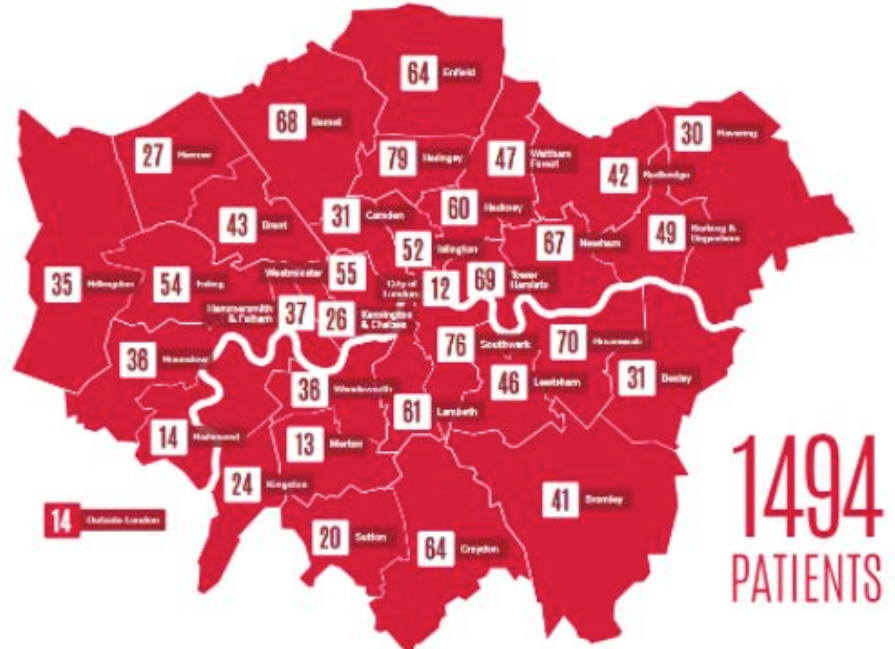 64 Enfield
68 Barnet
30 Havering
27 Harrow
79 Haringey
47 Waltham
Forest
42 Redbridge
31 Camden
60 Hackney
43 Brent
67 Newham
49 Barking &
Dagenham
52 Islington
Westminster 55
35 Hillingdon
54 Ealing
City of
London 12
69 Tower
Hamlets
Hammersmith
& Fulham 37
26 Kensington
& Chelsea
36 Hounslow
76 Southwark
70 Greenwich
36 Wandsworth
46 Lewisham
31 Bexley
61 Lambeth
14 Richmond
13 Merton
24 Kingston
41 Bromley
14 Outside London
20 Sutton
64 Croydon
1494
PATIENTS